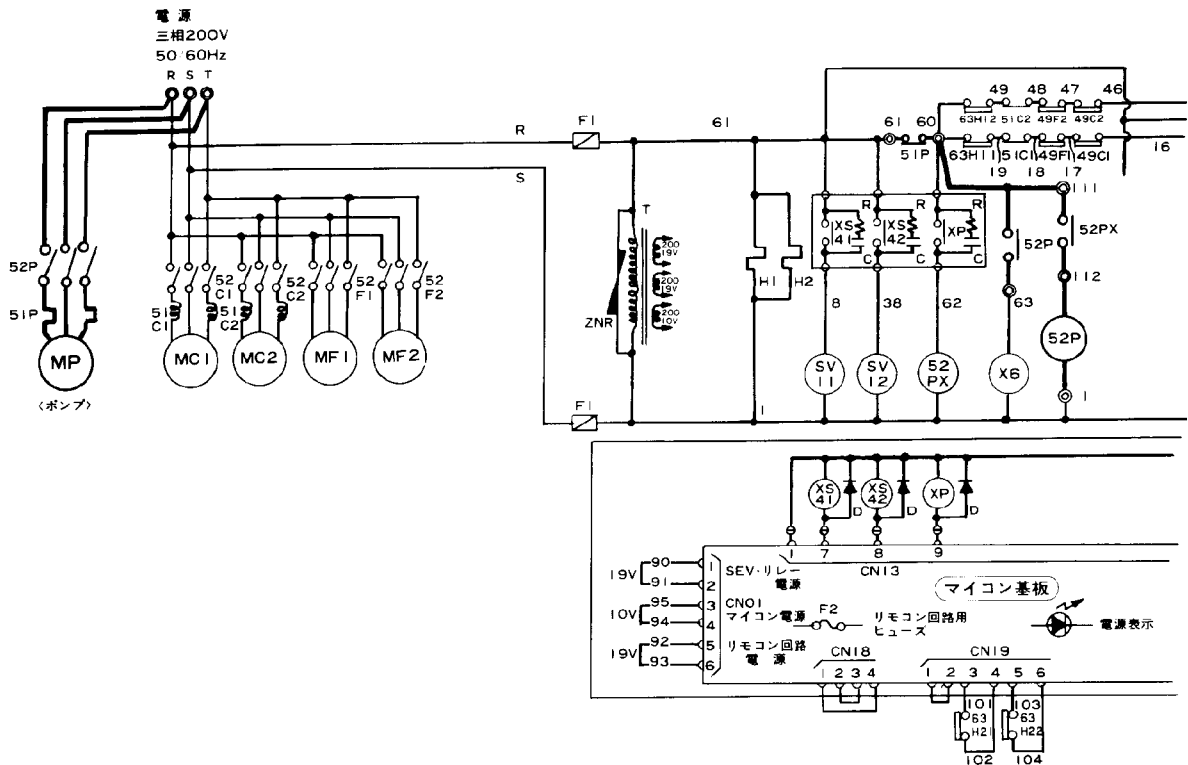 電源
三相200V
50/60Hz
R S T
R
F1
61
S
61
60
49 48 47 46
63H12 51C2 49F2 49C2
51P
63H11 51C1 49F1 49C1
19 18 17
16
111
T
200
19V
200
19V
200
10V
ZNR
H1 H2
XS
41
R
XS
42
R
C
XP
R
C
52P
52PX
112
8
38
62
63
52P
51P
MP
〈ポンプ〉
51
C1
52
C1
51
C2
52
C2
52
F1
52
F2
MC1
MC2
MF1
MF2
SV
11
SV
12
52
PX
X6
52P
1
F1
1
XS
41
D
XS
42
D
XP
D
1 7 8 9
CN13
19V
90
91
10V
95
94
19V
92
93
1
2
3
4
5
6
SEV・リレー
電源
CN01
マイコン電源
リモコン回路
電源
F2
リモコン回路用
ヒューズ
マイコン基板
電源表示
CN18
1 2 3 4
CN19
1 2 3 4 5 6
101
63
H21
102
103
63
H22
104